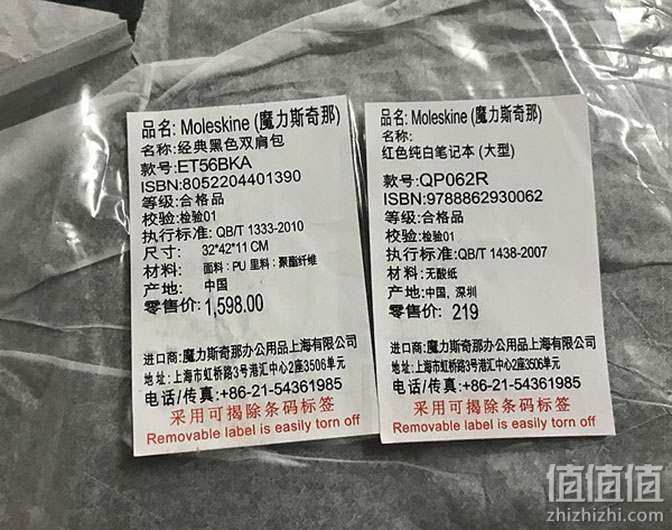 品名: Moleskine (魔力斯奇那)
名称: 经典黑色双肩包
款号: ET56BKA
ISBN:8052204401390
等级:合格品
校验:检验01
执行标准: QB/T 1333-2010
尺寸: 32*42*11 CM
材料: 面料:PU 里料:聚酯纤维
产地: 中国
零售价: 1,598.00
进口商: 魔力斯奇那办公用品上海有限公司
地址: 上海市虹桥路3号港汇中心2座3506单元
电话/传真:+86-21-54361985
采用可揭除条码标签
Removable label is easily torn off
品名: Moleskine (魔力斯奇那)
名称:
红色纯白笔记本 (大型)
款号: QP062R
ISBN:9788862930062
等级:合格品
校验:检验01
执行标准:QB/T 1438-2007
材料: 无酸纸
产地:中国, 深圳
零售价: 219
进口商: 魔力斯奇那办公用品上海有限公司
地址: 上海市虹桥路3号港汇中心2座3506单元
电话/传真:+86-21-54361985
采用可揭除条码标签
Removable label is easily torn off
值值值
zhizhizhi.com